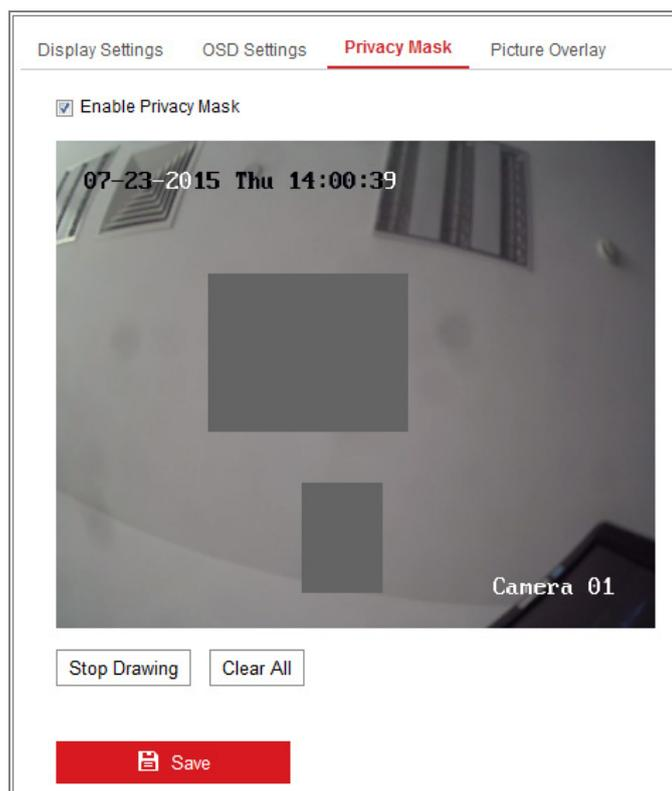 Display Settings OSD Settings Privacy Mask Picture Overlay
Enable Privacy Mask
07-23-2015 Thu 14:00:39
Camera 01
Stop Drawing Clear All
Save